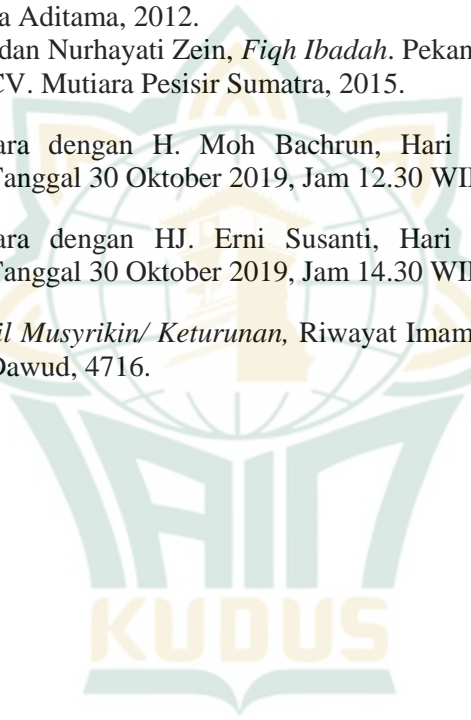 a Aditama, 2012.
dan Nurhayati Zein, Fiqh Ibadah. Pekan
CV. Mutiara Pesisir Sumatra, 2015.
ara dengan H. Moh Bachrun, Hari
Tanggal 30 Oktober 2019, Jam 12.30 WI
ara dengan HJ. Erni Susanti, Hari
Tanggal 30 Oktober 2019, Jam 14.30 WI
il Musyrikin/ Keturunan, Riwayat Imam
Dawud, 4716.
IAIN
KUDUS